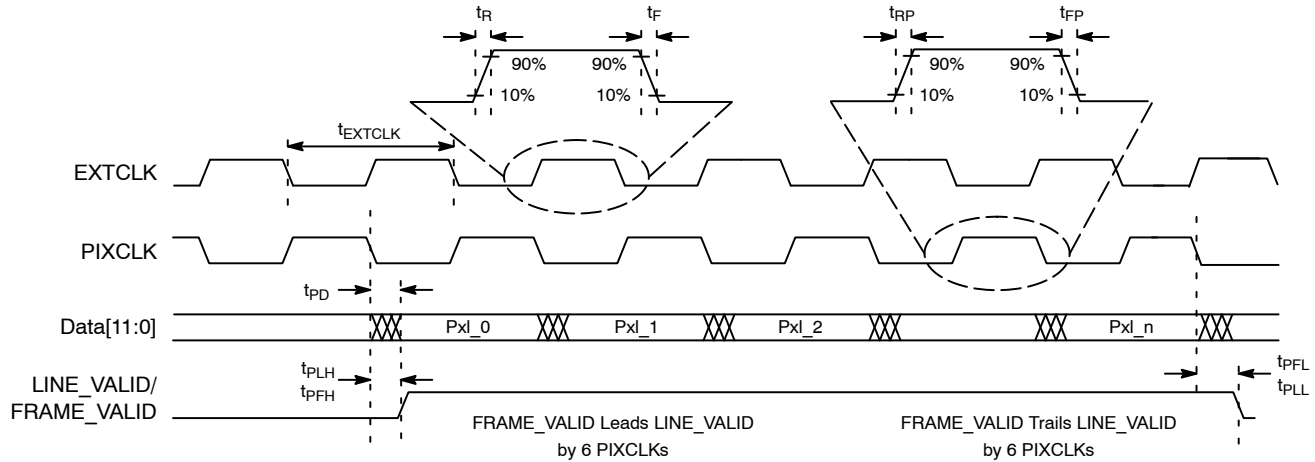 tR
tF
tRP
tFP
90%
90%
90%
90%
10%
10%
10%
10%
tEXTCLK
EXTCLK
PIXCLK
tPD
Data[11:0]
Pxl_0
Pxl_1
Pxl_2
Pxl_n
LINE_VALID/
FRAME_VALID
tPLH
tPFH
tPFL
tPLL
FRAME_VALID Leads LINE_VALID
by 6 PIXCLKs
FRAME_VALID Trails LINE_VALID
by 6 PIXCLKs